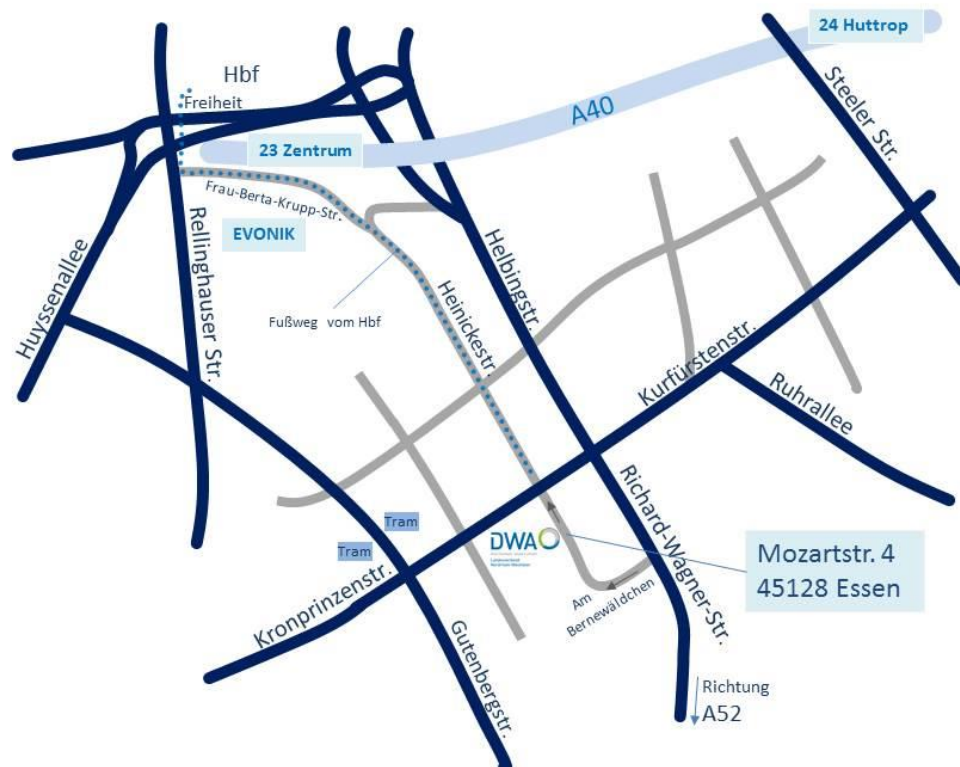 24 Huttrop
Hbf
Freiheit
A40
Steeler Str.
23 Zentrum
Frau-Berta-Krupp-Str.
EVONIK
Rellinghauser Str.
Huyssenallee
Helbingstr.
Heinickestr.
Fußweg vom Hbf
Kurfürstenstr.
Ruhrallee
Tram
Tram
DWA
Mozartstr. 4
45128 Essen
Richard-Wagner-Str.
Am
Bernewäldchen
Kronprinzenstr.
Gutenbergstr.
Richtung
A52